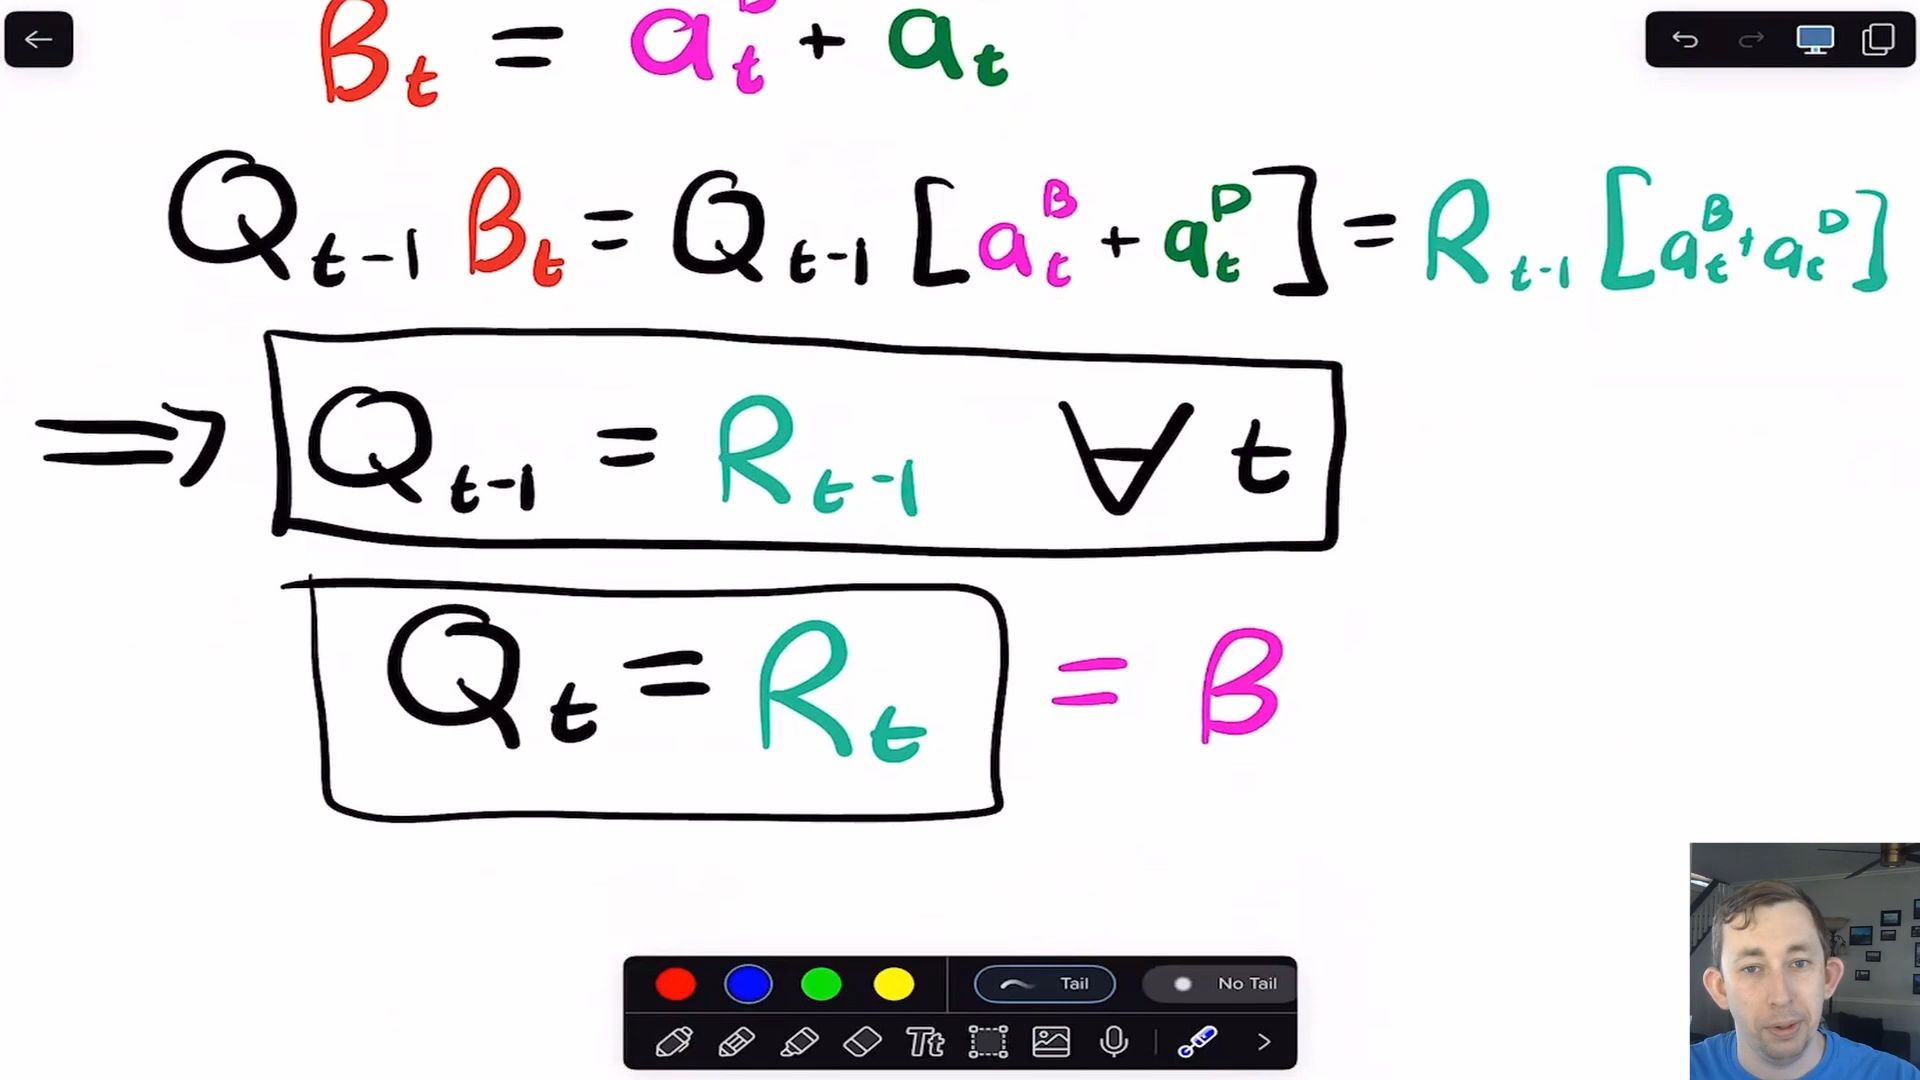 B_t = a_t^B + a_t
Q_{t-1} B_t = Q_{t-1} [a_t^B + a_t^D] = R_{t-1} [a_t^B + a_t^D]
⇒ Q_{t-1} = R_{t-1} ∀ t
Q_t = R_t = B
Tail No Tail
Tt